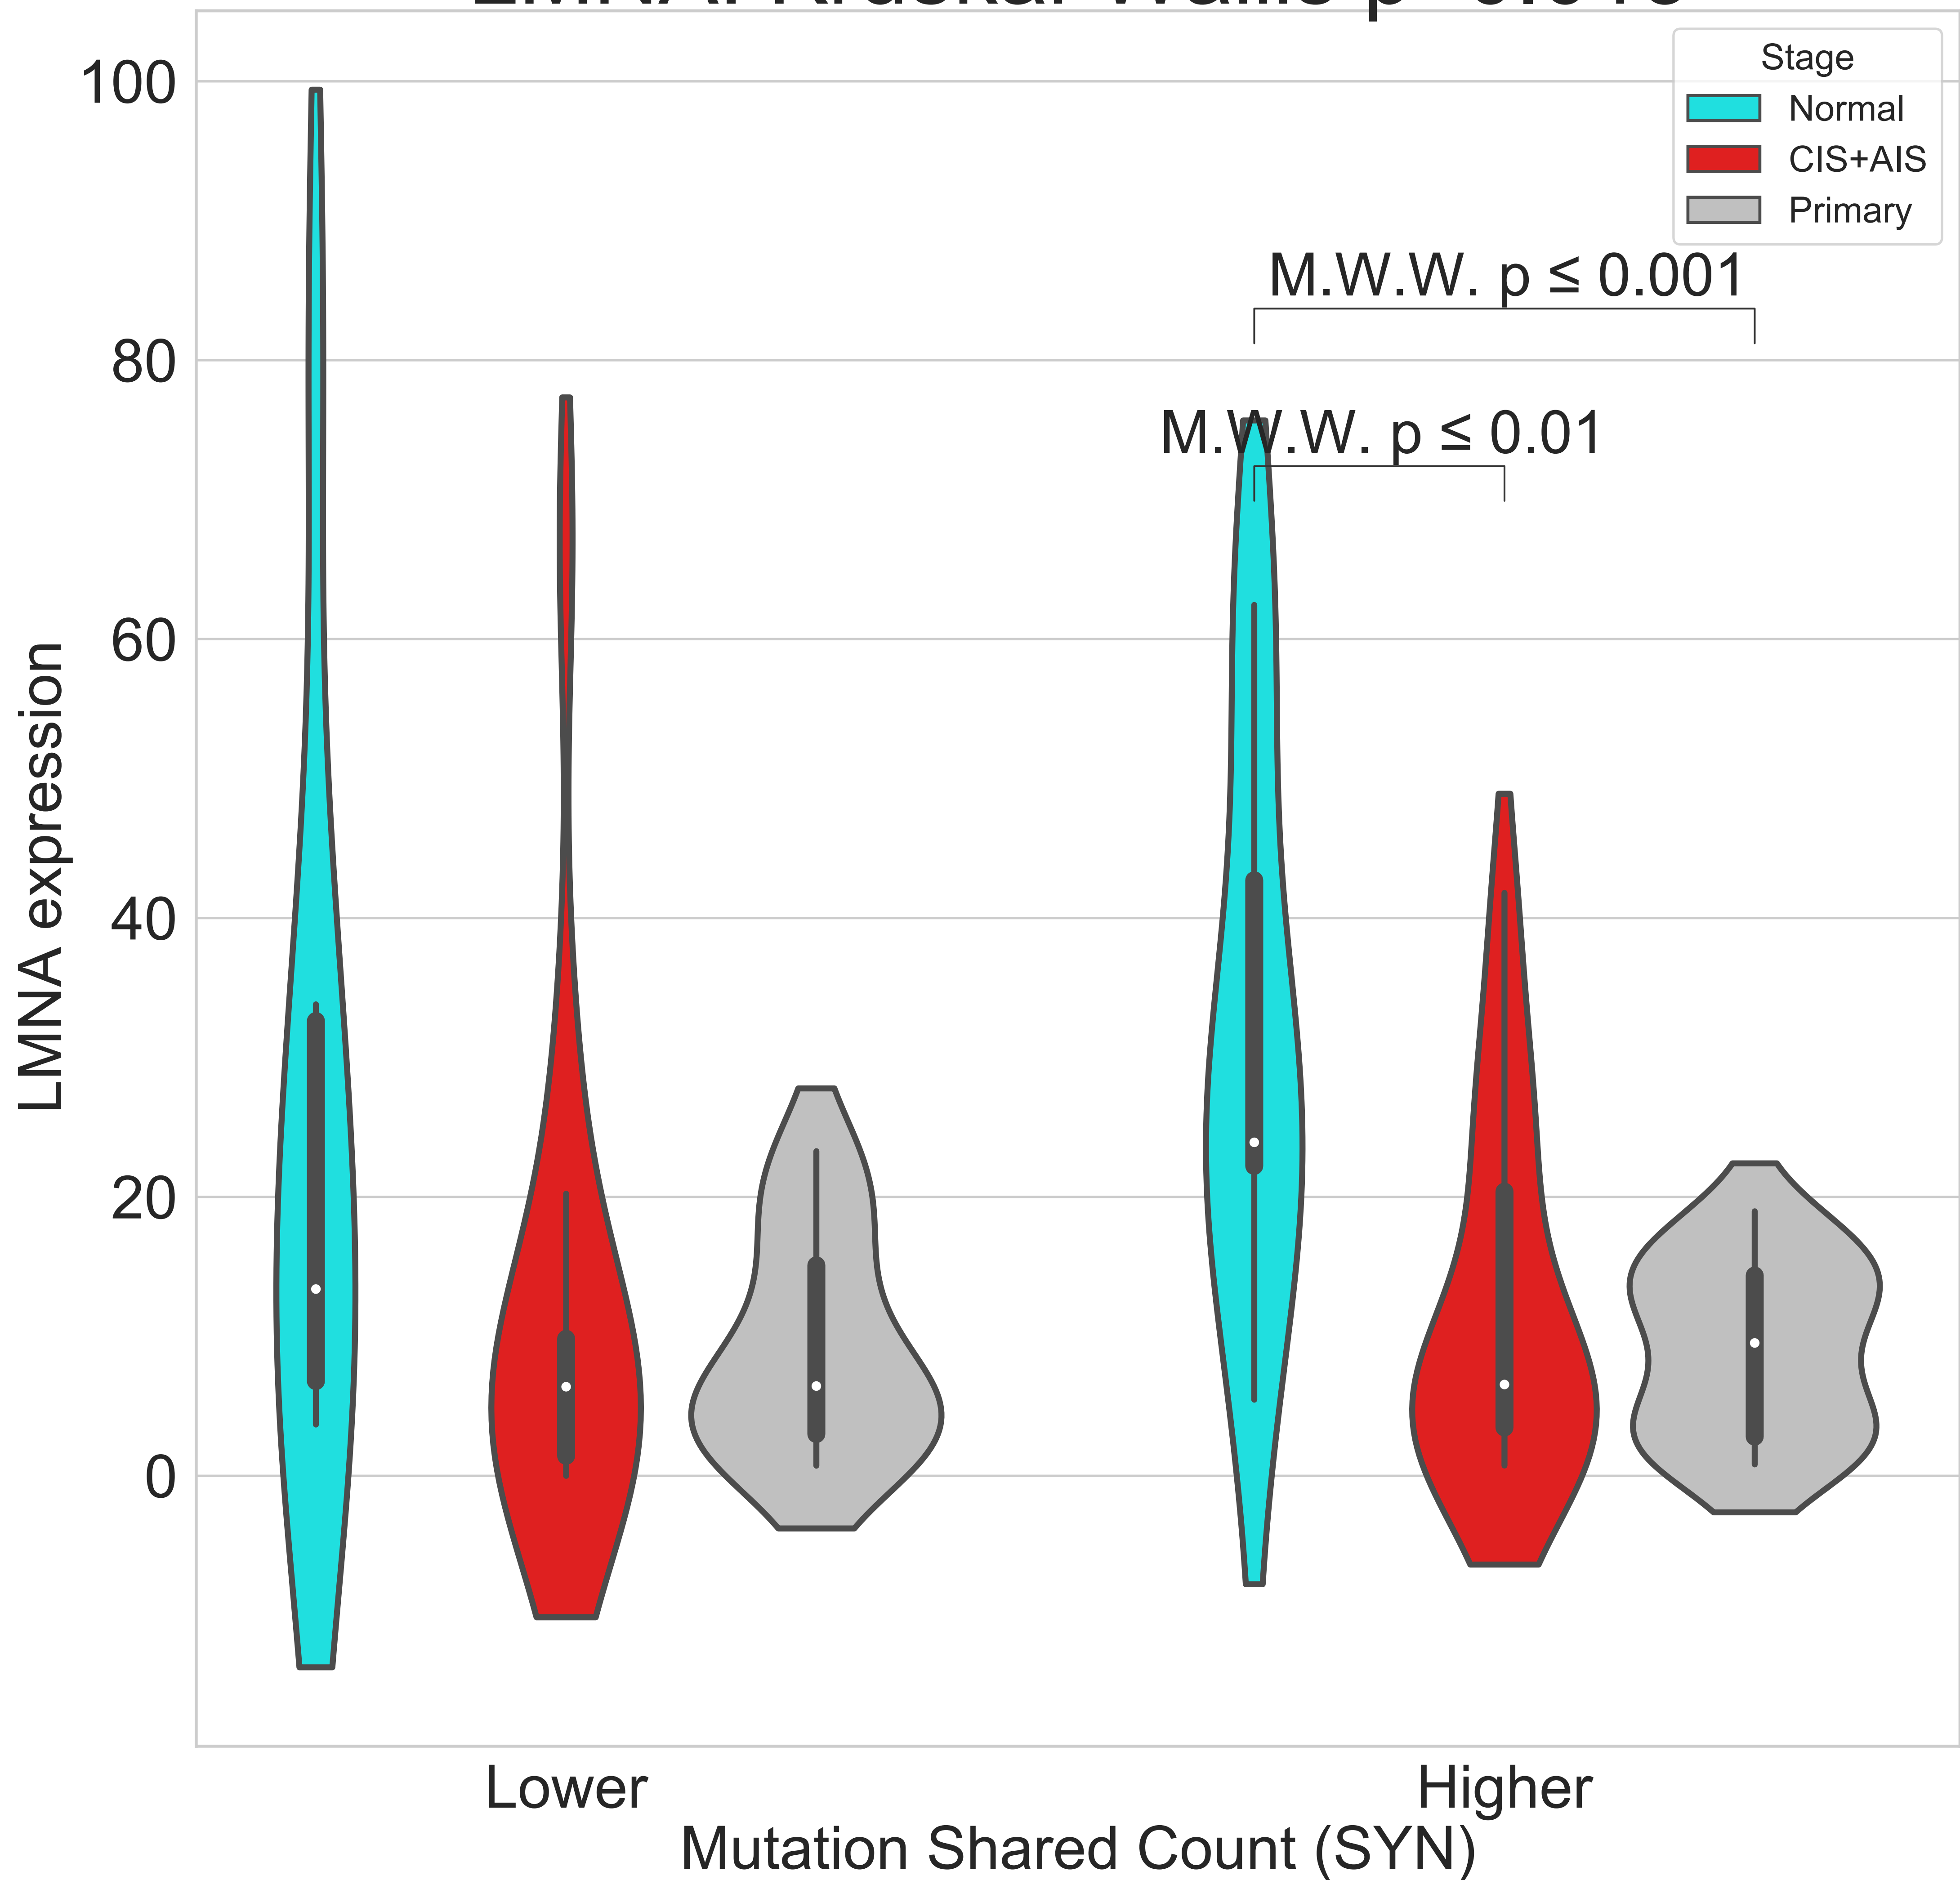 Stage
Normal
CIS+AIS
Primary
M.W.W. p ≤ 0.001
M.W.W. p ≤ 0.01
100
80
60
40
20
0
LMNA expression
Lower
Higher
Mutation Shared Count (SYN)